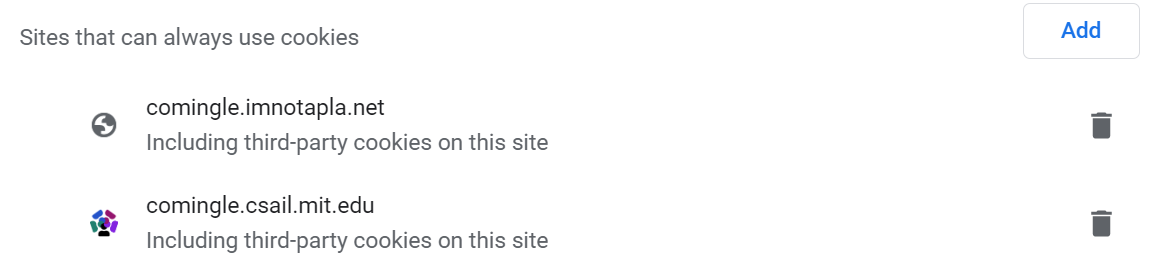 Sites that can always use cookies
Add
comingle.imnotapla.net
Including third-party cookies on this site
comingle.csail.mit.edu
Including third-party cookies on this site